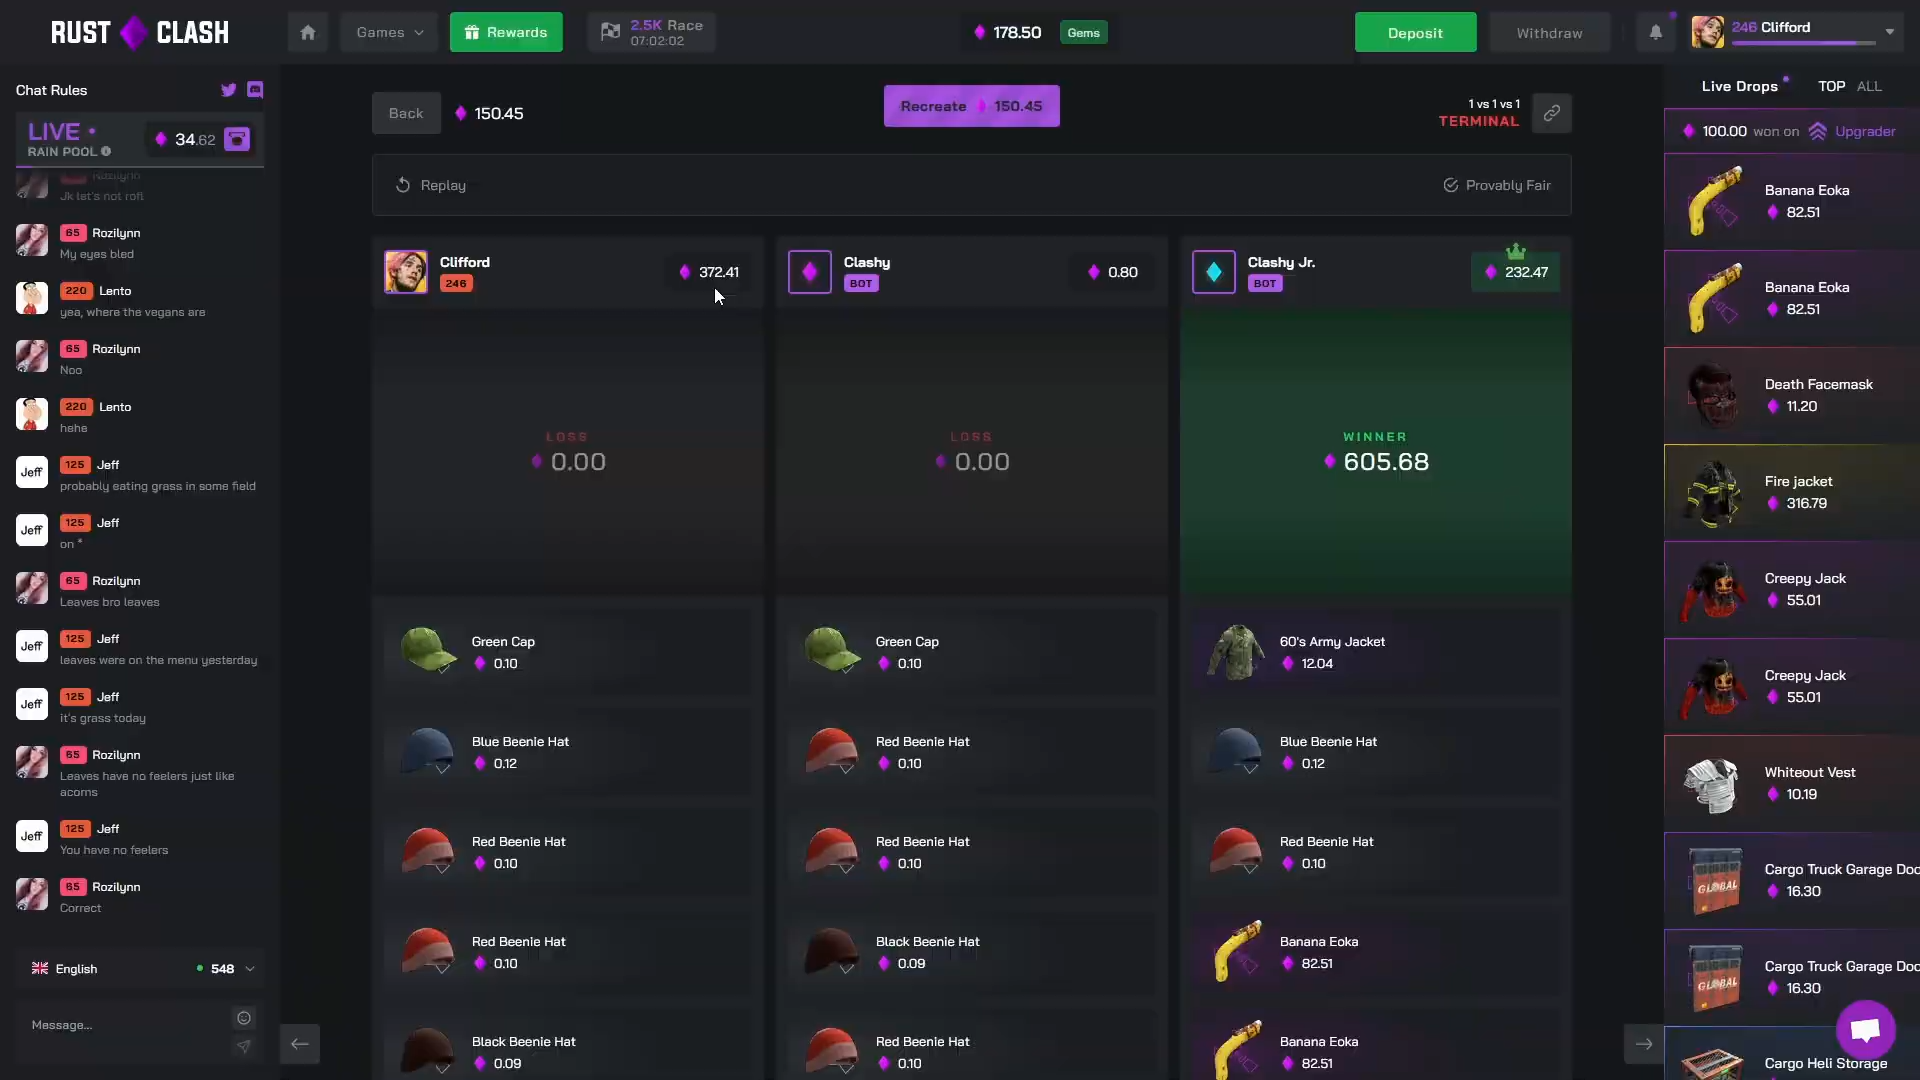 RUST CLASH
Games
Rewards
2.5K Race
07:02:02
178.50
Gems
Deposit
Withdraw
246 Clifford
Chat Rules
LIVE
RAIN POOL
34.62
Rozilynn
Jk let's not rofl
65 Rozilynn
My eyes bled
220 Lento
yea, where the vegans are
65 Rozilynn
Noo
220 Lento
haha
Jeff
125 Jeff
probably eating grass in some field
Jeff
125 Jeff
on *
65 Rozilynn
Leaves bro leaves
Jeff
125 Jeff
leaves were on the menu yesterday
Jeff
125 Jeff
it's grass today
65 Rozilynn
Leaves have no feelers just like
acorns
Jeff
125 Jeff
You have no feelers
65 Rozilynn
Correct
English
548
Message...
Back
150.45
Recreate 150.45
1 vs 1 vs 1
TERMINAL
Replay
Provably Fair
Clifford
246
372.41
LOSS
0.00
Green Cap
0.10
Blue Beenie Hat
0.12
Red Beenie Hat
0.10
Red Beenie Hat
0.10
Black Beenie Hat
0.09
Clashy
BOT
0.80
LOSS
0.00
Green Cap
0.10
Red Beenie Hat
0.10
Red Beenie Hat
0.10
Black Beenie Hat
0.09
Red Beenie Hat
0.10
Clashy Jr.
BOT
232.47
WINNER
605.68
60's Army Jacket
12.04
Blue Beenie Hat
0.12
Red Beenie Hat
0.10
Banana Eoka
82.51
Banana Eoka
82.51
Live Drops
TOP ALL
100.00 won on Upgrader
Banana Eoka
82.51
Banana Eoka
82.51
Death Facemask
11.20
Fire jacket
316.79
Creepy Jack
55.01
Creepy Jack
55.01
Whiteout Vest
10.19
Cargo Truck Garage Doo
16.30
GLOBAL
Cargo Truck Garage Doo
16.30
GLOBAL
Cargo Heli Storage